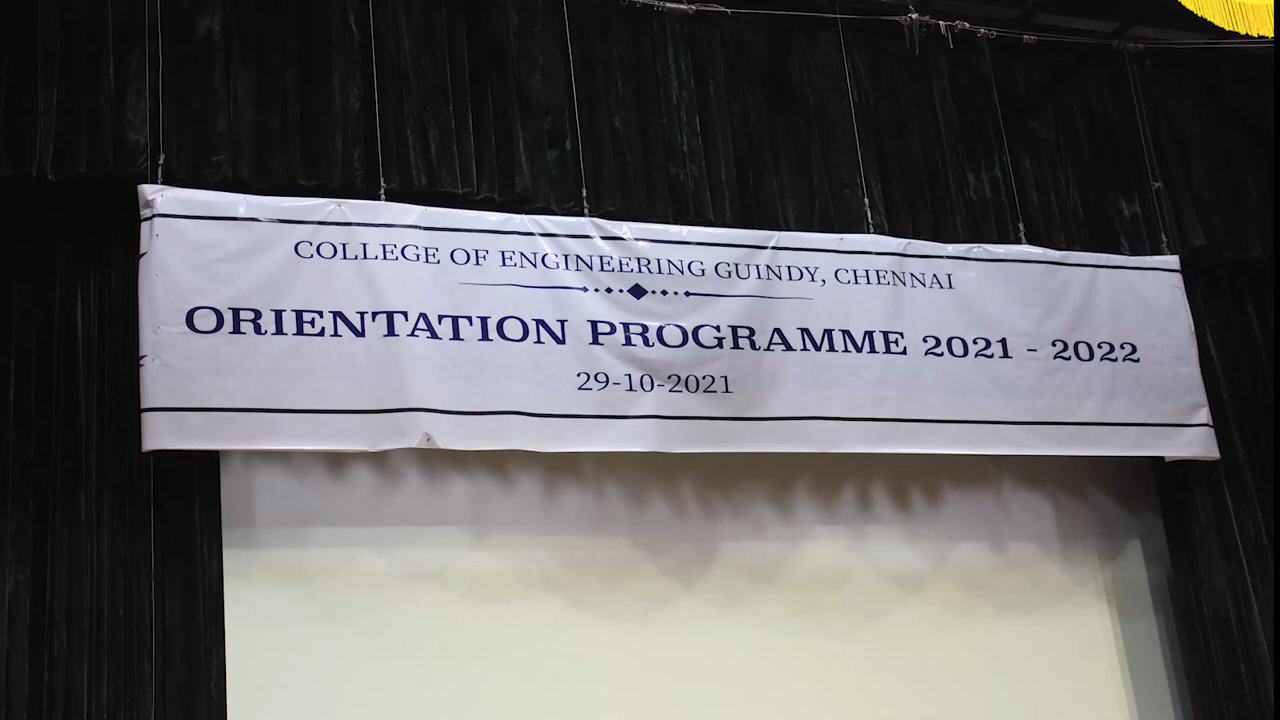 COLLEGE OF ENGINEERING GUINDY, CHENNAI
ORIENTATION PROGRAMME 2021 - 2022
29-10-2021